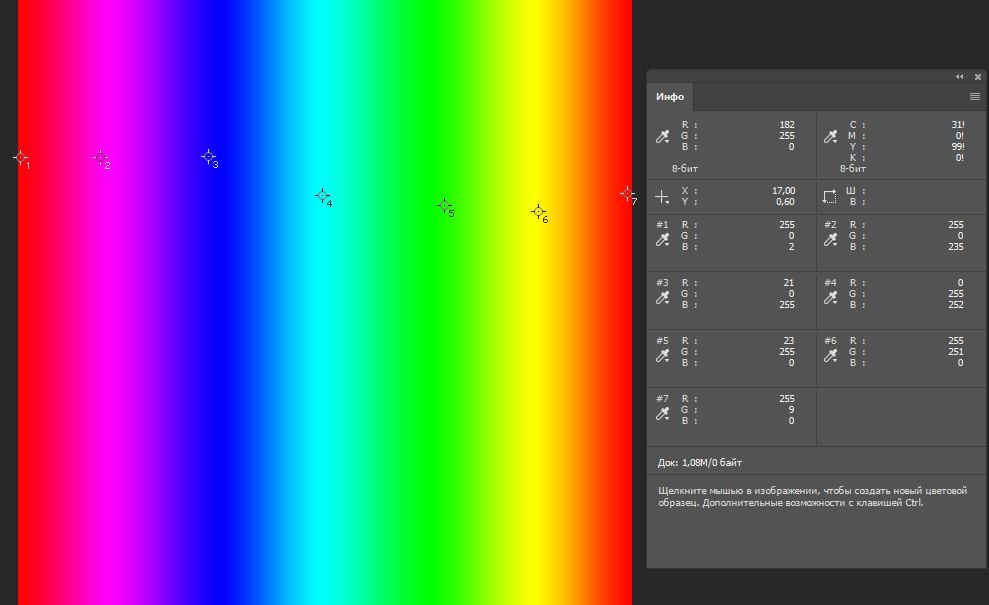 Инфо
R : 182
G : 255
B : 0
8-бит
C : 31!
M : 0!
Y : 99!
K : 0!
8-бит
X : 17,00
Y : 0,60
Ш :
В :
#1 R : 255
G : 0
B : 2
#2 R : 255
G : 0
B : 235
#3 R : 21
G : 0
B : 255
#4 R : 0
G : 255
B : 252
#5 R : 23
G : 255
B : 0
#6 R : 255
G : 251
B : 0
#7 R : 255
G : 9
B : 0
Док: 1,08M/0 байт
Щелкните мышью в изображении, чтобы создать новый цветовой
образец. Дополнительные возможности с клавишей Ctrl.
1
2
3
4
5
6
7